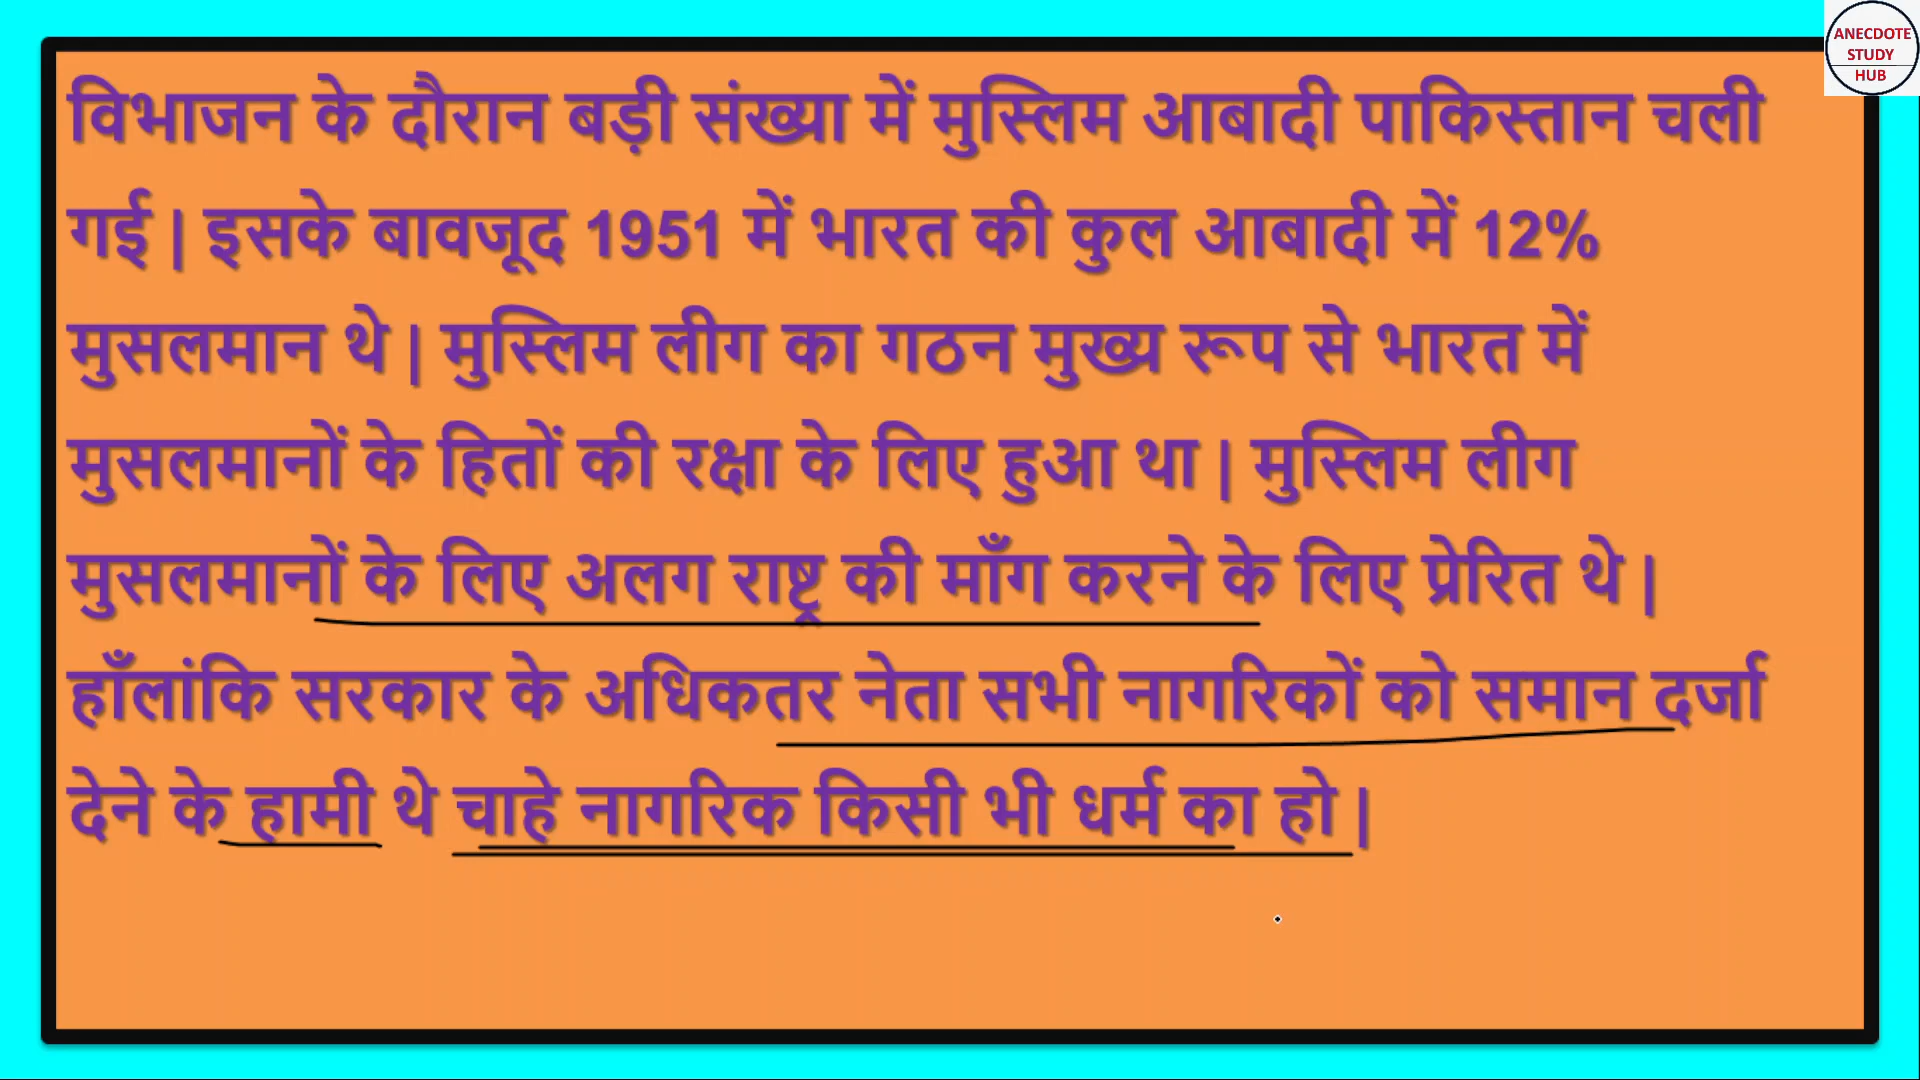 ANECDOTE
STUDY
HUB
विभाजन के दौरान बड़ी संख्या में मुस्लिम आबादी पाकिस्तान चली
गई | इसके बावजूद 1951 में भारत की कुल आबादी में 12%
मुसलमान थे | मुस्लिम लीग का गठन मुख्य रूप से भारत में
मुसलमानों के हितों की रक्षा के लिए हुआ था | मुस्लिम लीग
मुसलमानों के लिए अलग राष्ट्र की माँग करने के लिए प्रेरित थे |
हाँलांकि सरकार के अधिकतर नेता सभी नागरिकों को समान दर्जा
देने के हामी थे चाहे नागरिक किसी भी धर्म का हो |